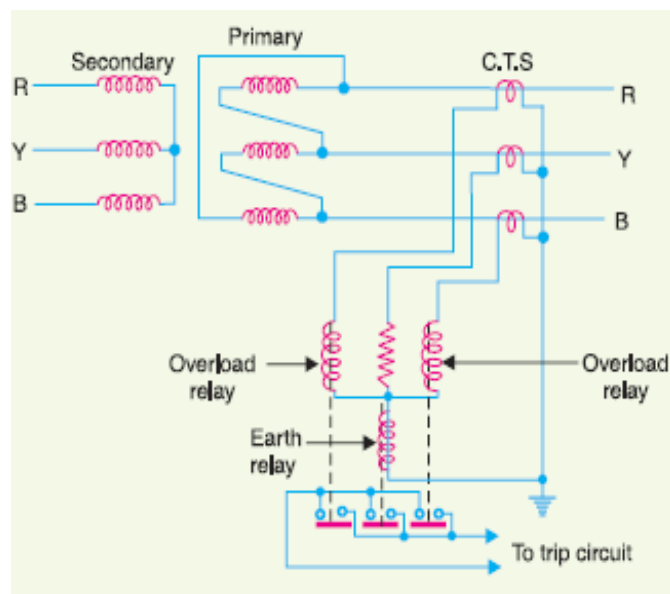 Primary
Secondary
C.T.S
R
R
Y
Y
B
B
Overload
relay
Overload
relay
Earth
relay
To trip circuit